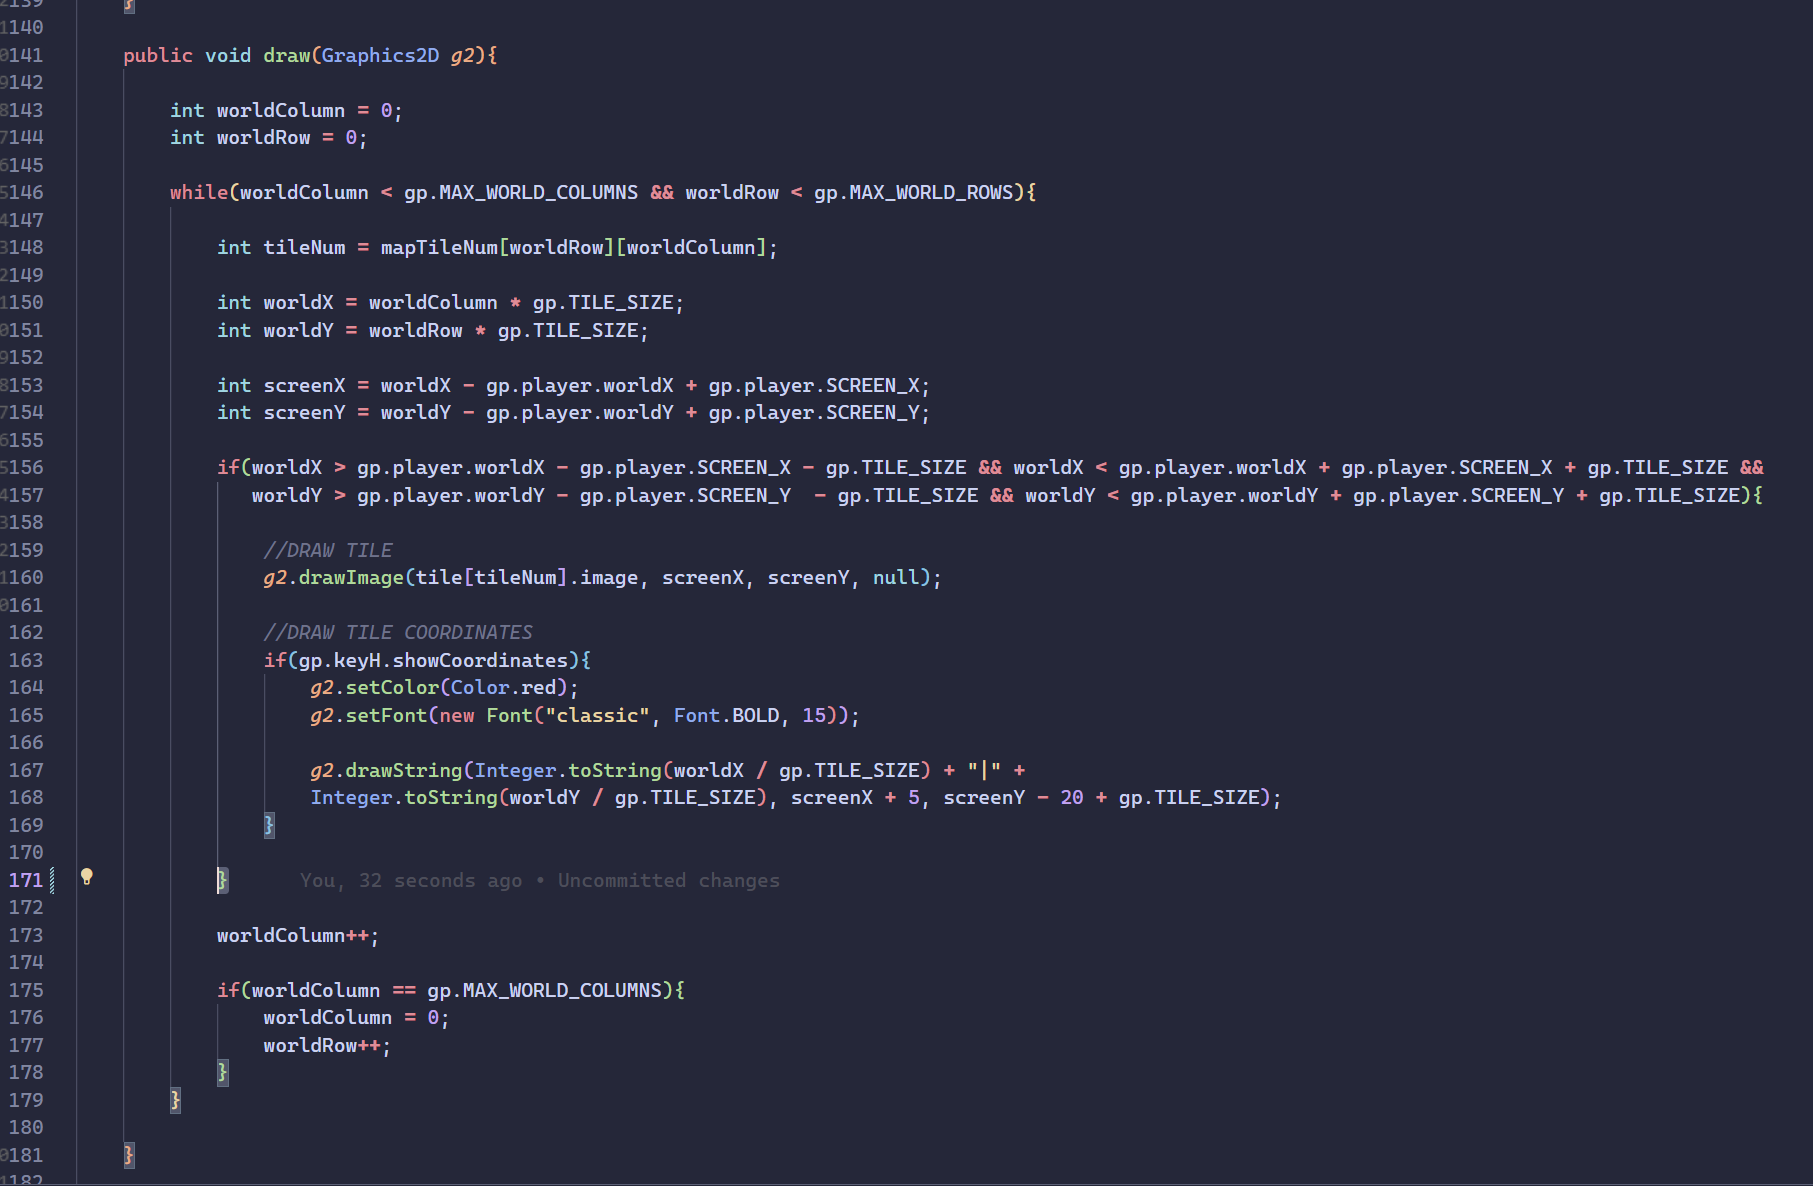 139 }
140
141 public void draw(Graphics2D g2){
142
143 int worldColumn = 0;
144 int worldRow = 0;
145
146 while(worldColumn < gp.MAX_WORLD_COLUMNS && worldRow < gp.MAX_WORLD_ROWS){
147
148 int tileNum = mapTileNum[worldRow][worldColumn];
149
150 int worldX = worldColumn * gp.TILE_SIZE;
151 int worldY = worldRow * gp.TILE_SIZE;
152
153 int screenX = worldX - gp.player.worldX + gp.player.SCREEN_X;
154 int screenY = worldY - gp.player.worldY + gp.player.SCREEN_Y;
155
156 if(worldX > gp.player.worldX - gp.player.SCREEN_X - gp.TILE_SIZE && worldX < gp.player.worldX + gp.player.SCREEN_X + gp.TILE_SIZE &&
157 worldY > gp.player.worldY - gp.player.SCREEN_Y  - gp.TILE_SIZE && worldY < gp.player.worldY + gp.player.SCREEN_Y + gp.TILE_SIZE){
158
159 //DRAW TILE
160 g2.drawImage(tile[tileNum].image, screenX, screenY, null);
161
162 //DRAW TILE COORDINATES
163 if(gp.keyH.showCoordinates){
164 g2.setColor(Color.red);
165 g2.setFont(new Font("classic", Font.BOLD, 15));
166
167 g2.drawString(Integer.toString(worldX / gp.TILE_SIZE) + "|" +
168 Integer.toString(worldY / gp.TILE_SIZE), screenX + 5, screenY - 20 + gp.TILE_SIZE);
169 }
170
171 } You, 32 seconds ago • Uncommitted changes
172
173 worldColumn++;
174
175 if(worldColumn == gp.MAX_WORLD_COLUMNS){
176 worldColumn = 0;
177 worldRow++;
178 }
179 }
180
181 }
182